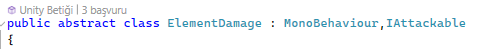 Unity Betiği | 3 başvuru
public abstract class ElementDamage : MonoBehaviour,IAttackable
{